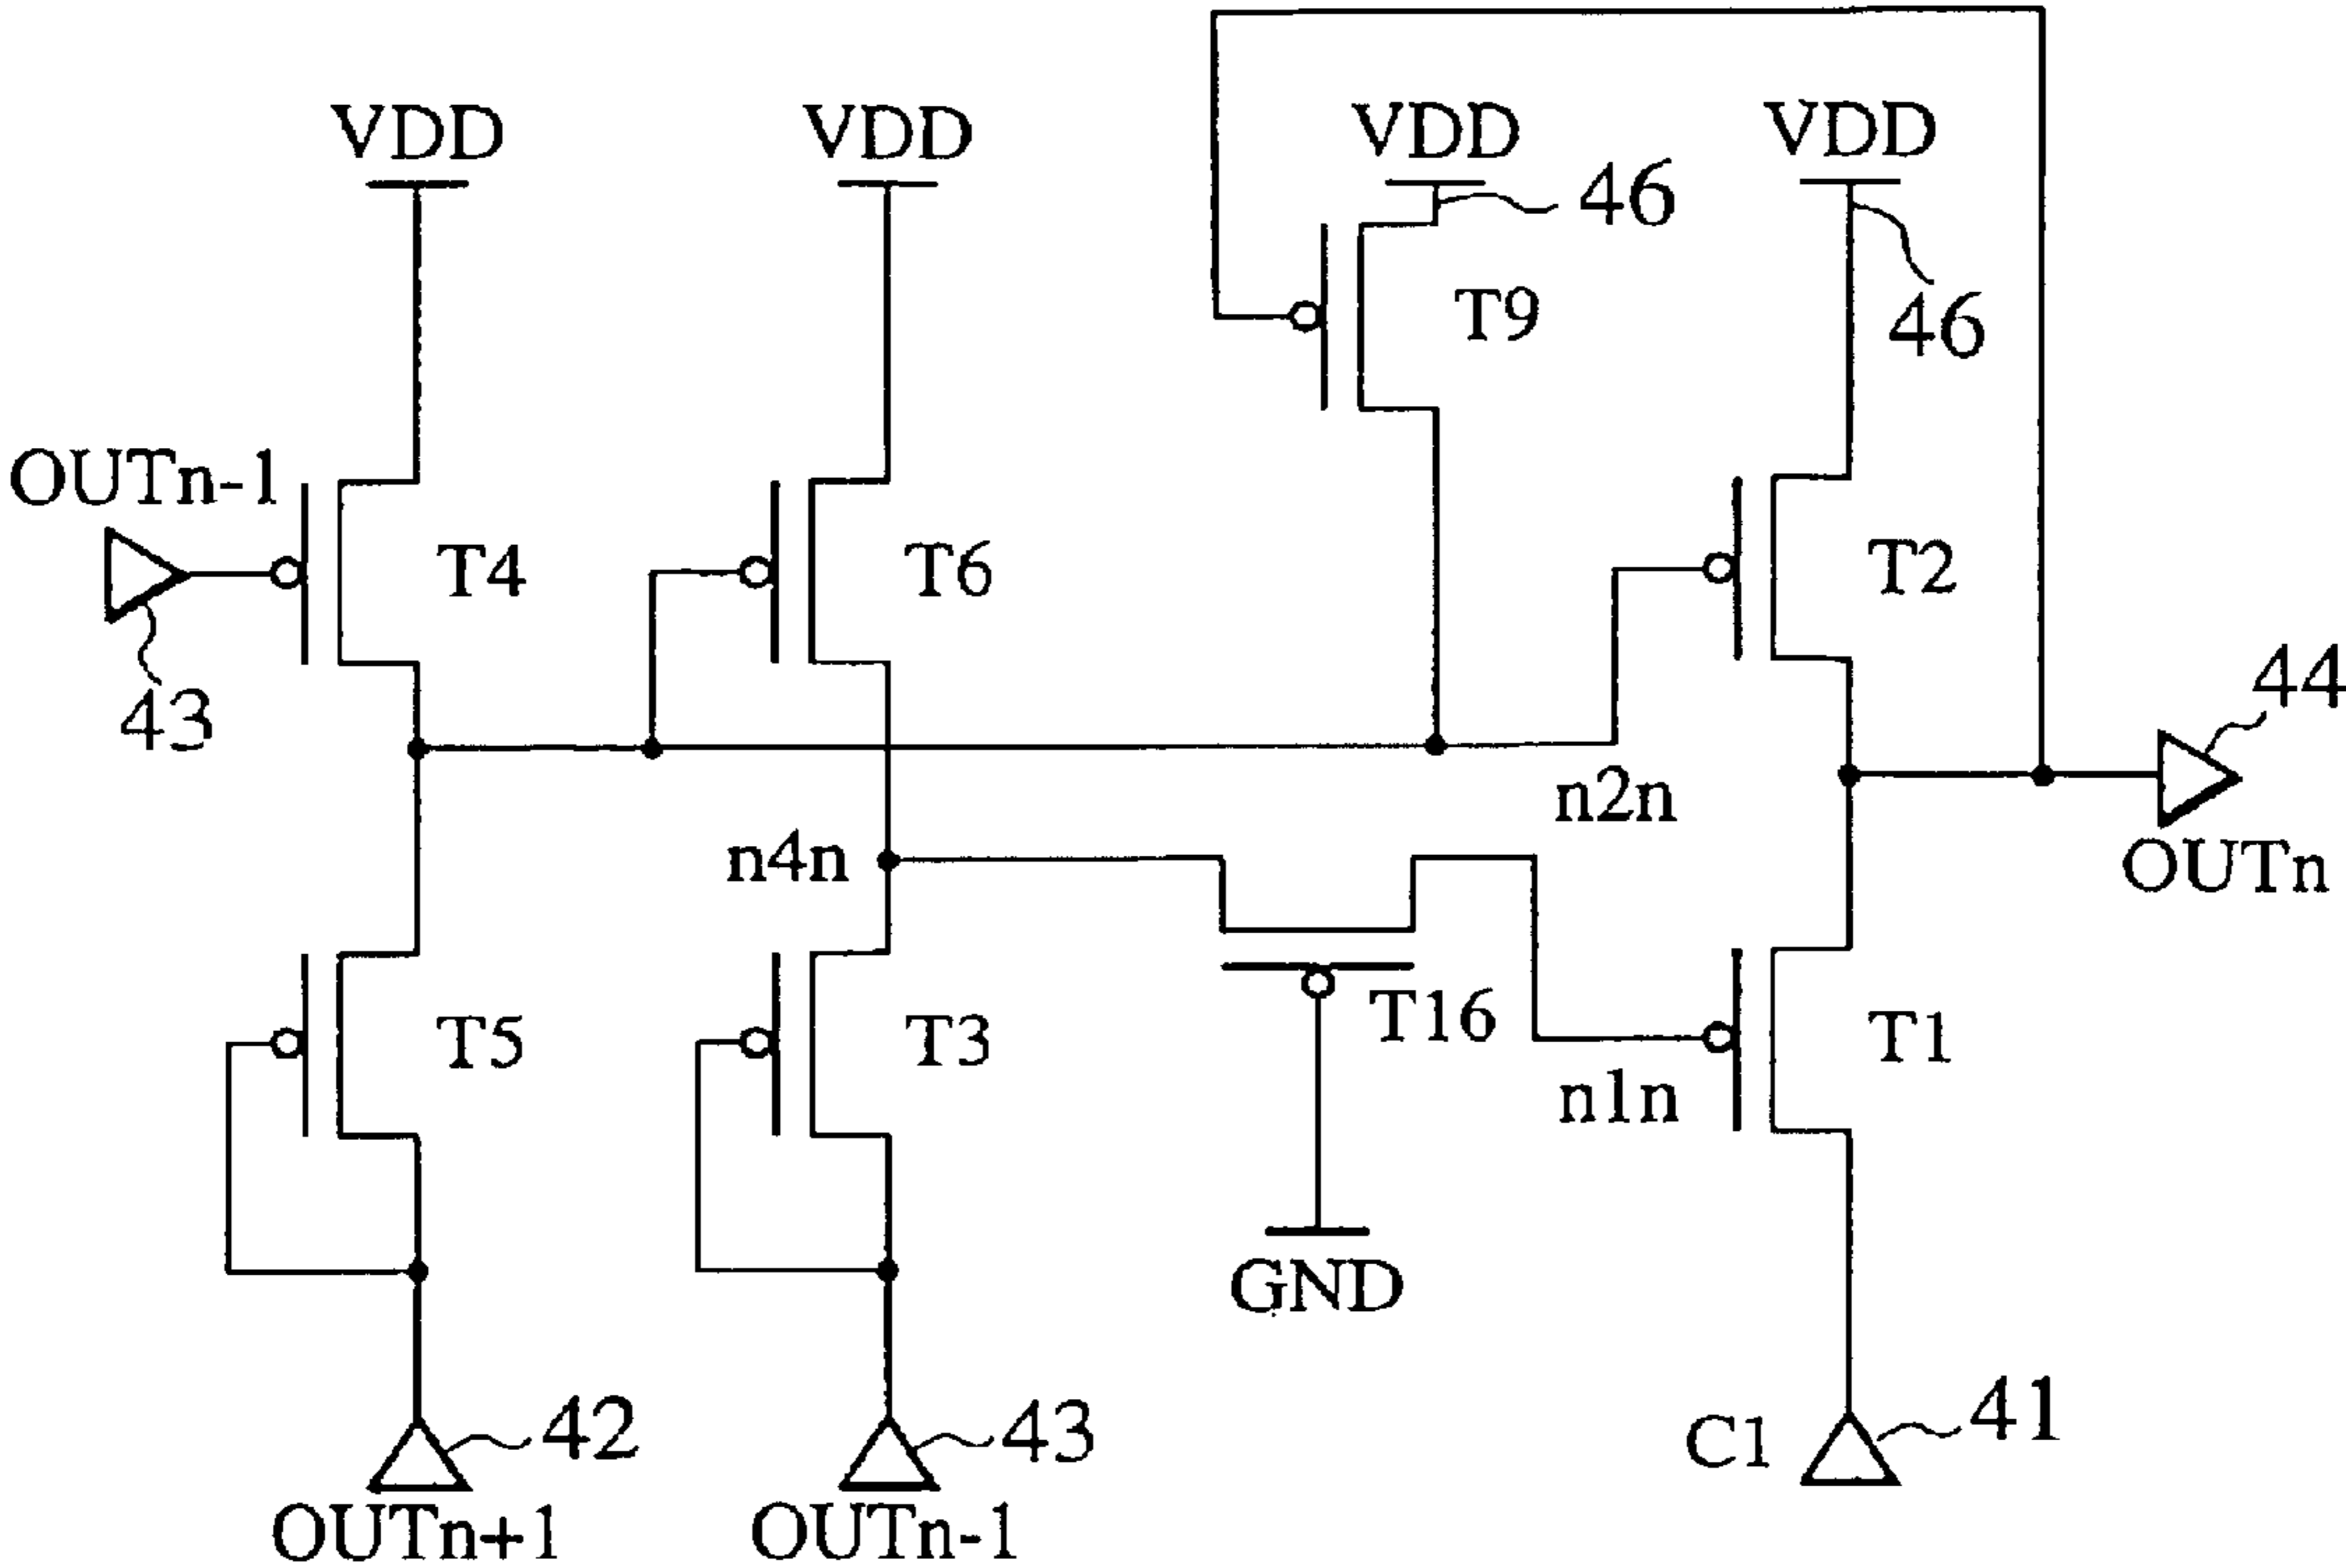 VDD
VDD
VDD
VDD
46
46
T9
OUTn-1
43
T4
T6
T2
44
OUTn
n2n
n4n
T5
T3
T16
T1
n1n
GND
42
OUTn+1
43
OUTn-1
C1
41